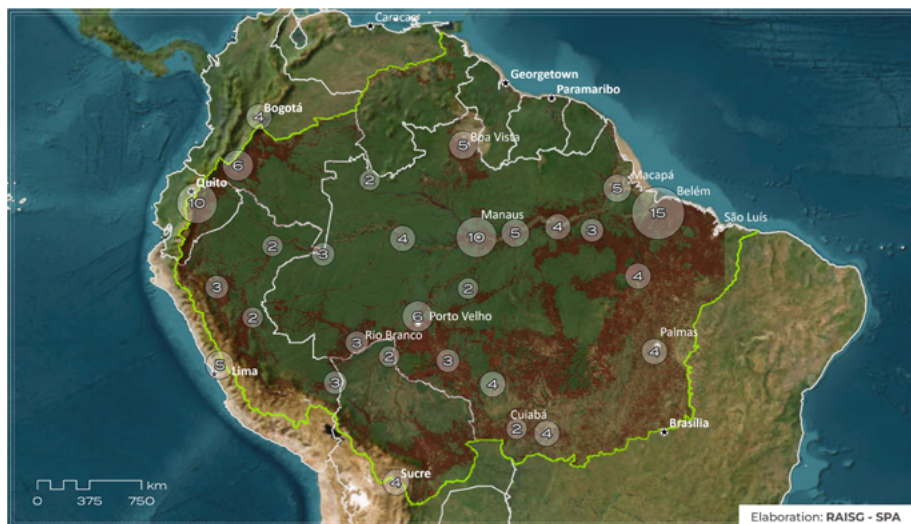 Caracas
Georgetown
Paramaribo
4
Bogotá
Boa Vista
5
6
2
Quito
10
Macapá
5
Belém
15
São Luís
Manaus
10
5
4
3
4
2
3
3
2
4
2
6
Porto Velho
Rio Branco
3
2
3
Palmas
4
5
Lima
3
4
Cuiabá
2
4
Brasília
Sucre
4
km
0 375 750
Elaboration: RAISG - SPA